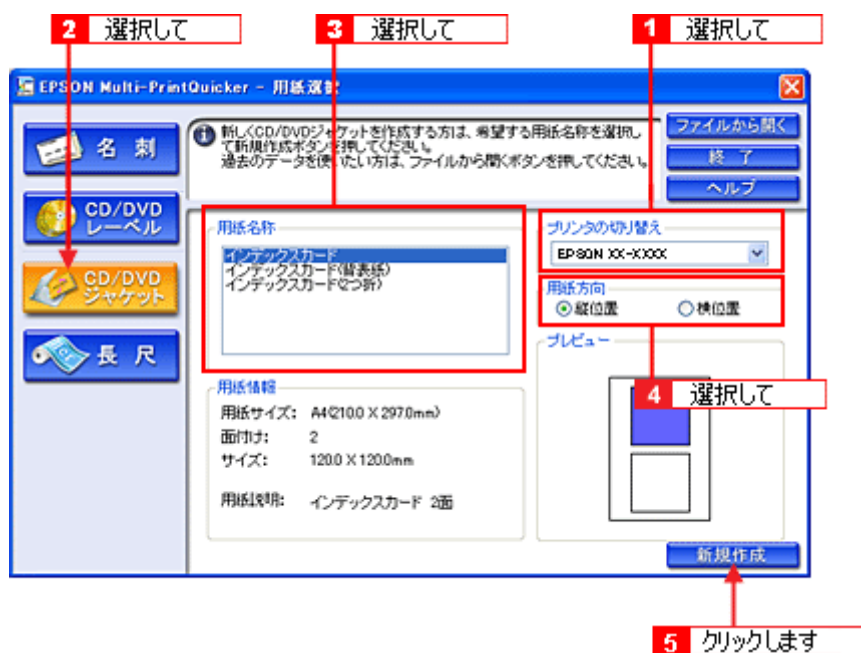 2 選択して
3 選択して
1 選択して
EPSON Multi-PrintQuicker - 用紙選択
名 刺
CD/DVD
レーベル
CD/DVD
ジャケット
長 尺
新しくCD/DVDジャケットを作成する方は、希望する用紙名称を選択し
て新規作成ボタンを押してください。
過去のデータを使いたい方は、ファイルから開くボタンを押してください。
ファイルから開く
終 了
ヘルプ
用紙名称
インデックスカード
インデックスカード(背表紙)
インデックスカード(2つ折)
プリンタの切り替え
EPSON XX-XXXX
用紙方向
縦位置
横位置
プレビュー
4 選択して
用紙情報
用紙サイズ: A4(210.0 X 297.0mm)
面付け: 2
サイズ: 120.0 X 120.0mm
用紙説明: インデックスカード 2面
新規作成
5 クリックします